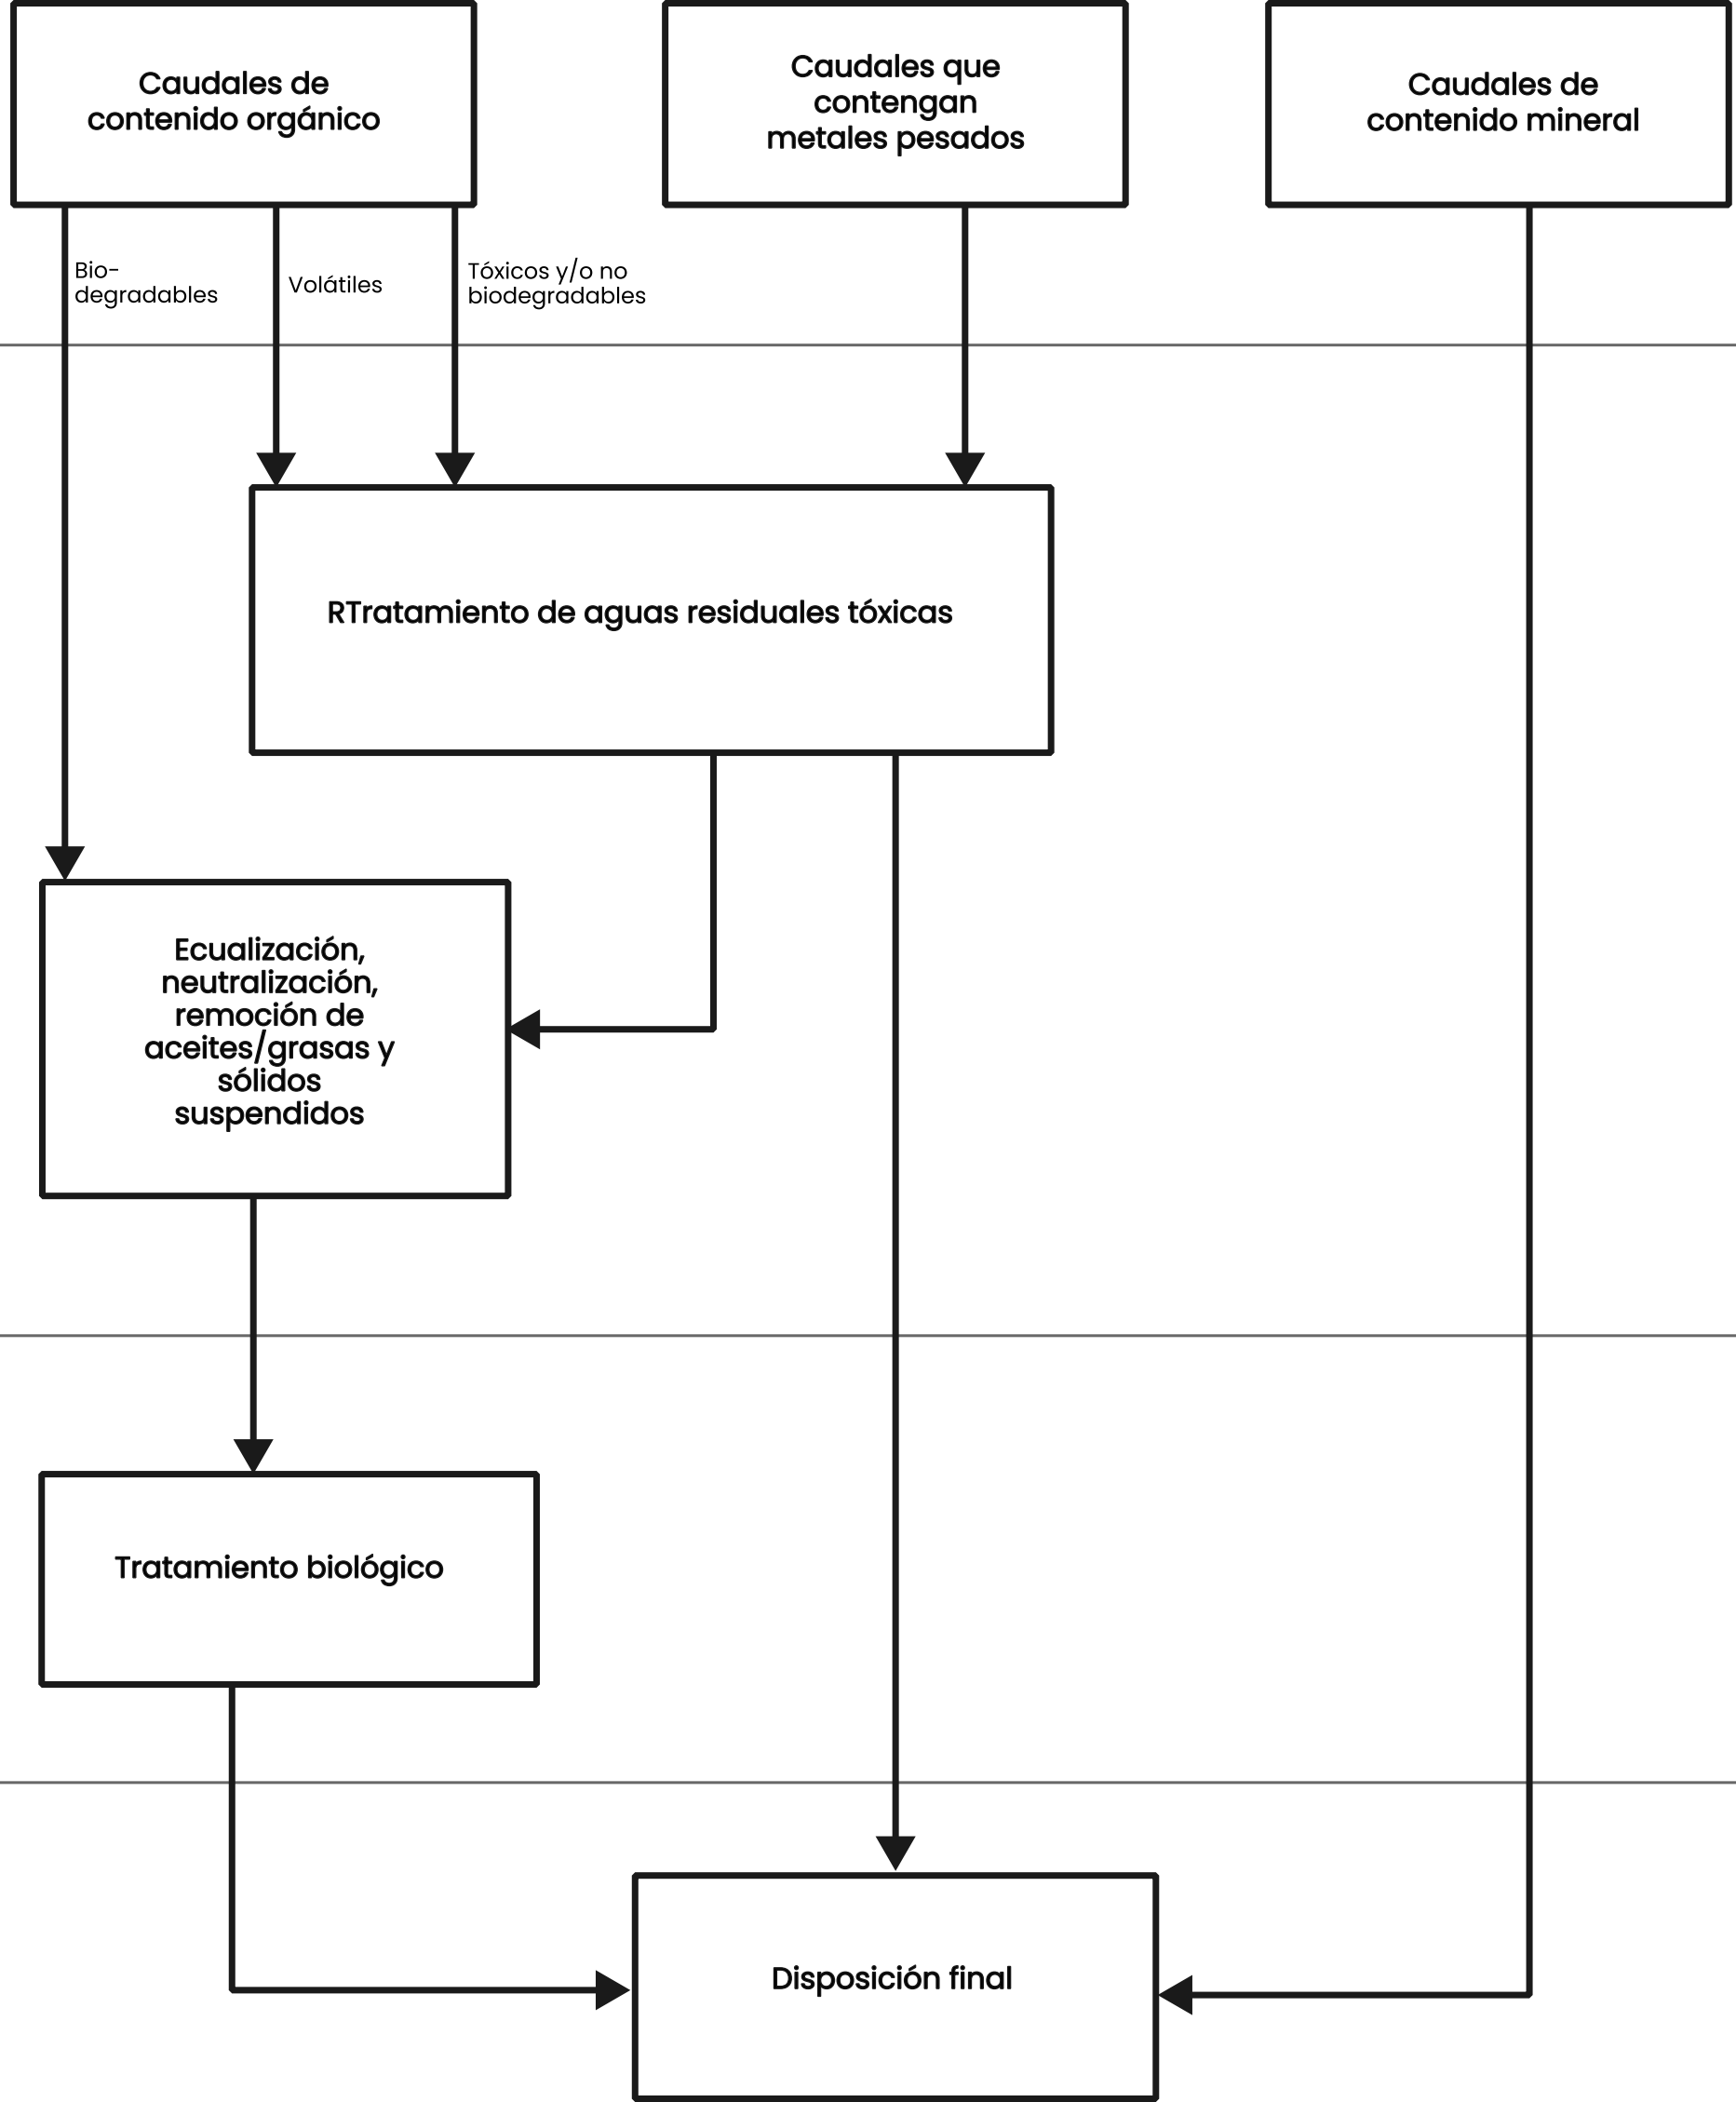 Caudales de
contenido orgánico
Caudales que
contengan
metales pesados
Caudales de
contenido mineral
Bio-
degradables
Volátiles
Tóxicos y/o no
biodegradables
RTratamiento de aguas residuales tóxicas
Ecualización,
neutralización,
remoción de
aceites/grasas y
sólidos
suspendidos
Tratamiento biológico
Disposición final